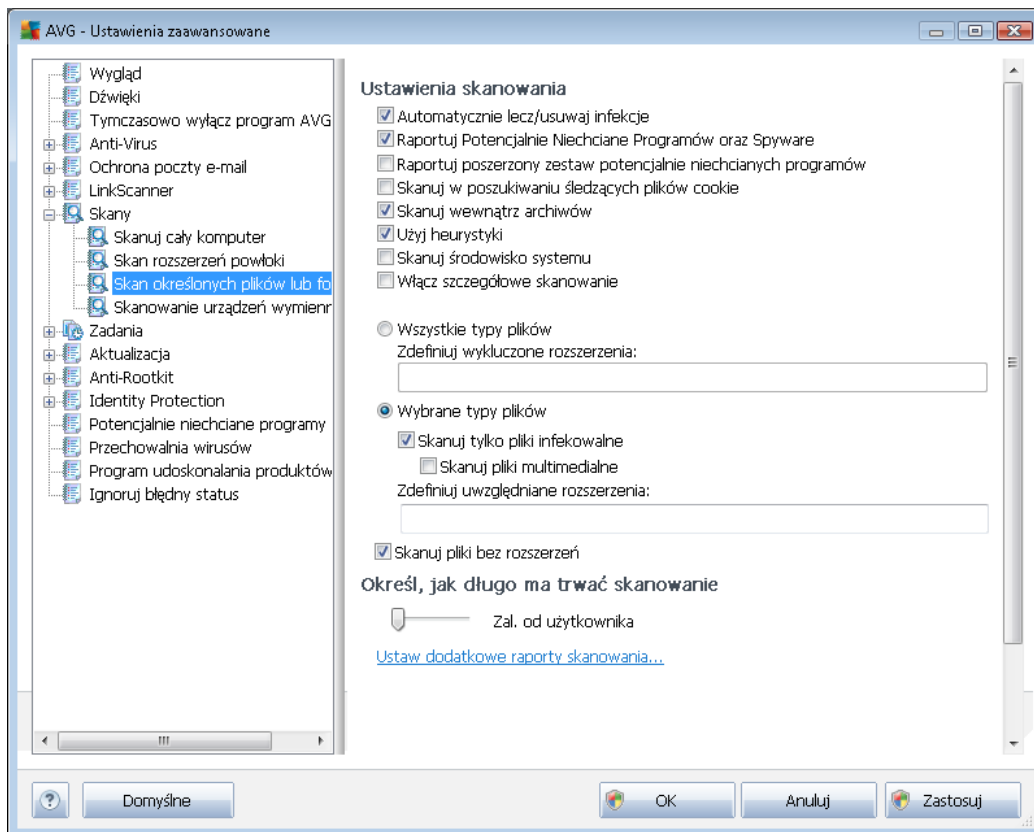 AVG - Ustawienia zaawansowane
Wygląd
Dźwięki
Tymczasowo wyłącz program AVG
Anti-Virus
Ochrona poczty e-mail
LinkScanner
Skany
Skanuj cały komputer
Skan rozszerzeń powłoki
Skan określonych plików lub fo
Skanowanie urządzeń wymienr
Zadania
Aktualizacja
Anti-Rootkit
Identity Protection
Potencjalnie niechciane programy
Przechowalnia wirusów
Program udoskonalania produktów
Ignoruj błędny status
Ustawienia skanowania
Automatycznie lecz/usuwaj infekcje
Raportuj Potencjalnie Niechciane Programów oraz Spyware
Raportuj poszerzony zestaw potencjalnie niechcianych programów
Skanuj w poszukiwaniu śledzących plików cookie
Skanuj wewnątrz archiwów
Użyj heurystyki
Skanuj środowisko systemu
Włącz szczegółowe skanowanie
Wszystkie typy plików
Zdefiniuj wykluczone rozszerzenia:
Wybrane typy plików
Skanuj tylko pliki infekowalne
Skanuj pliki multimedialne
Zdefiniuj uwzględniane rozszerzenia:
Skanuj pliki bez rozszerzeń
Określ, jak długo ma trwać skanowanie
Zal. od użytkownika
Ustaw dodatkowe raporty skanowania...
? Domyślne OK Anuluj Zastosuj